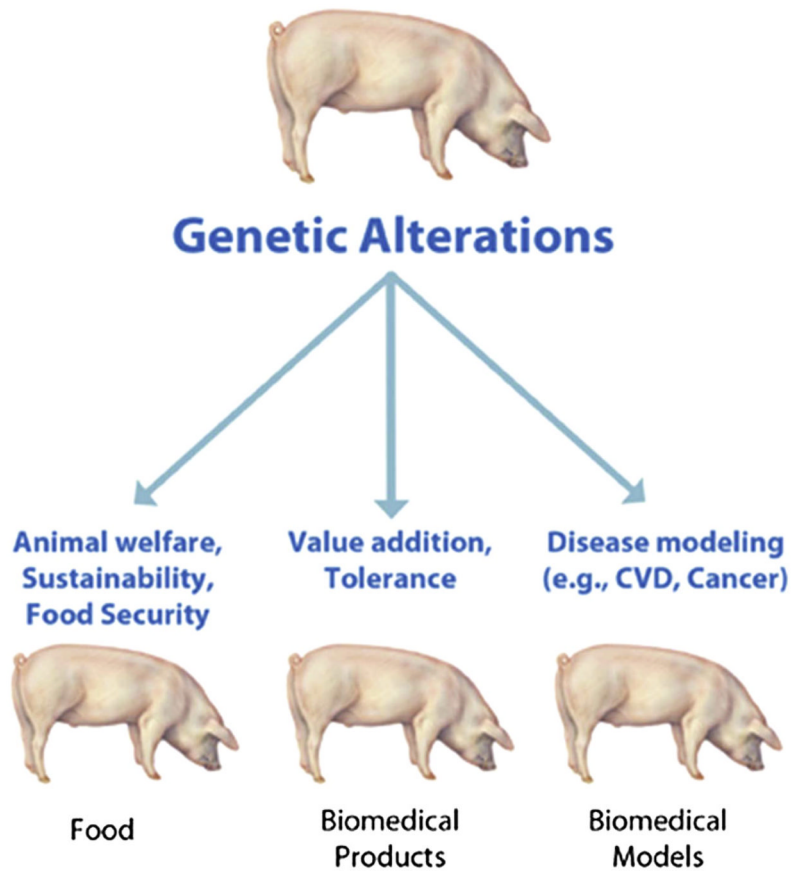 Genetic Alterations
Animal welfare,
Sustainability,
Food Security
Value addition,
Tolerance
Disease modeling
(e.g., CVD, Cancer)
Food
Biomedical
Products
Biomedical
Models